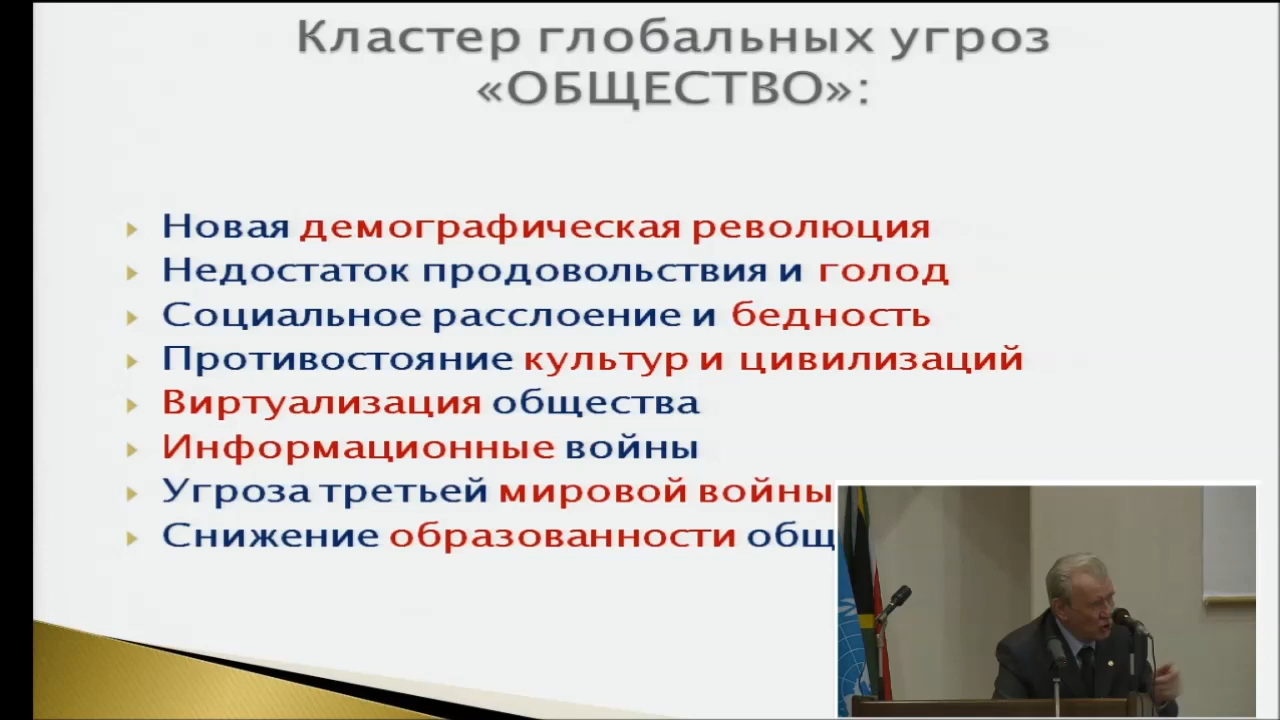 Кластер глобальных угроз
«ОБЩЕСТВО»:
Новая демографическая революция
Недостаток продовольствия и голод
Социальное расслоение и бедность
Противостояние культур и цивилизаций
Виртуализация общества
Информационные войны
Угроза третьей мировой войны
Снижение образованности общ